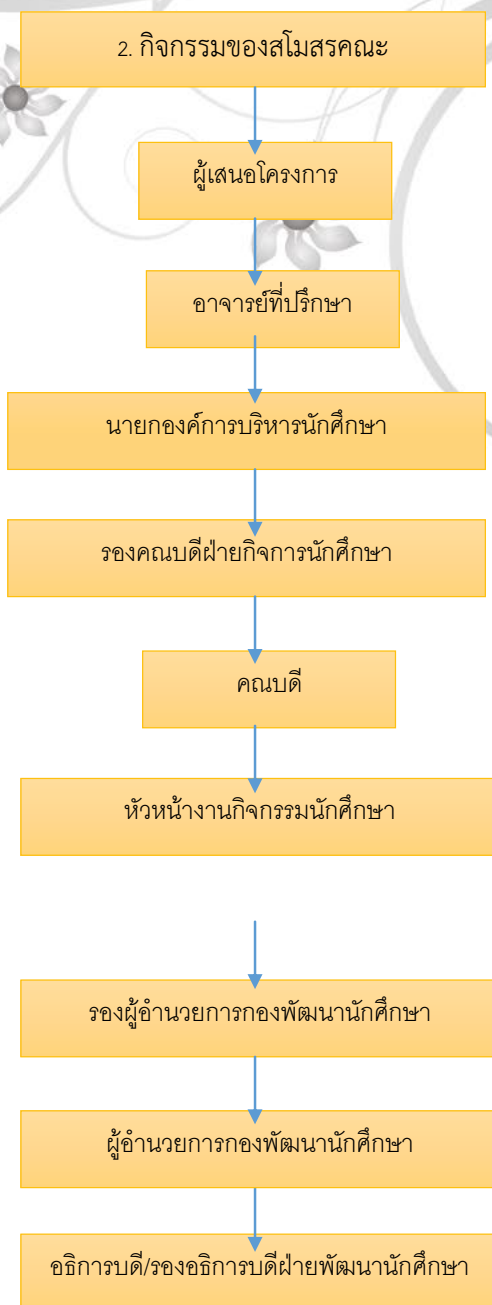 2. กิจกรรมของสโมสรคณะ
ผู้เสนอโครงการ
อาจารย์ที่ปรึกษา
นายกองค์การบริหารนักศึกษา
รองคณบดีฝ่ายกิจการนักศึกษา
คณบดี
หัวหน้างานกิจกรรมนักศึกษา
รองผู้อำนวยการกองพัฒนานักศึกษา
ผู้อำนวยการกองพัฒนานักศึกษา
อธิการบดี/รองอธิการบดีฝ่ายพัฒนานักศึกษา